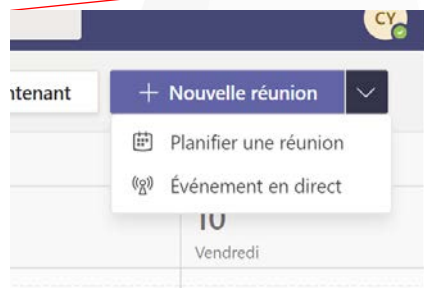 CY
ntenant
+ Nouvelle réunion
Planifier une réunion
Événement en direct
10
Vendredi